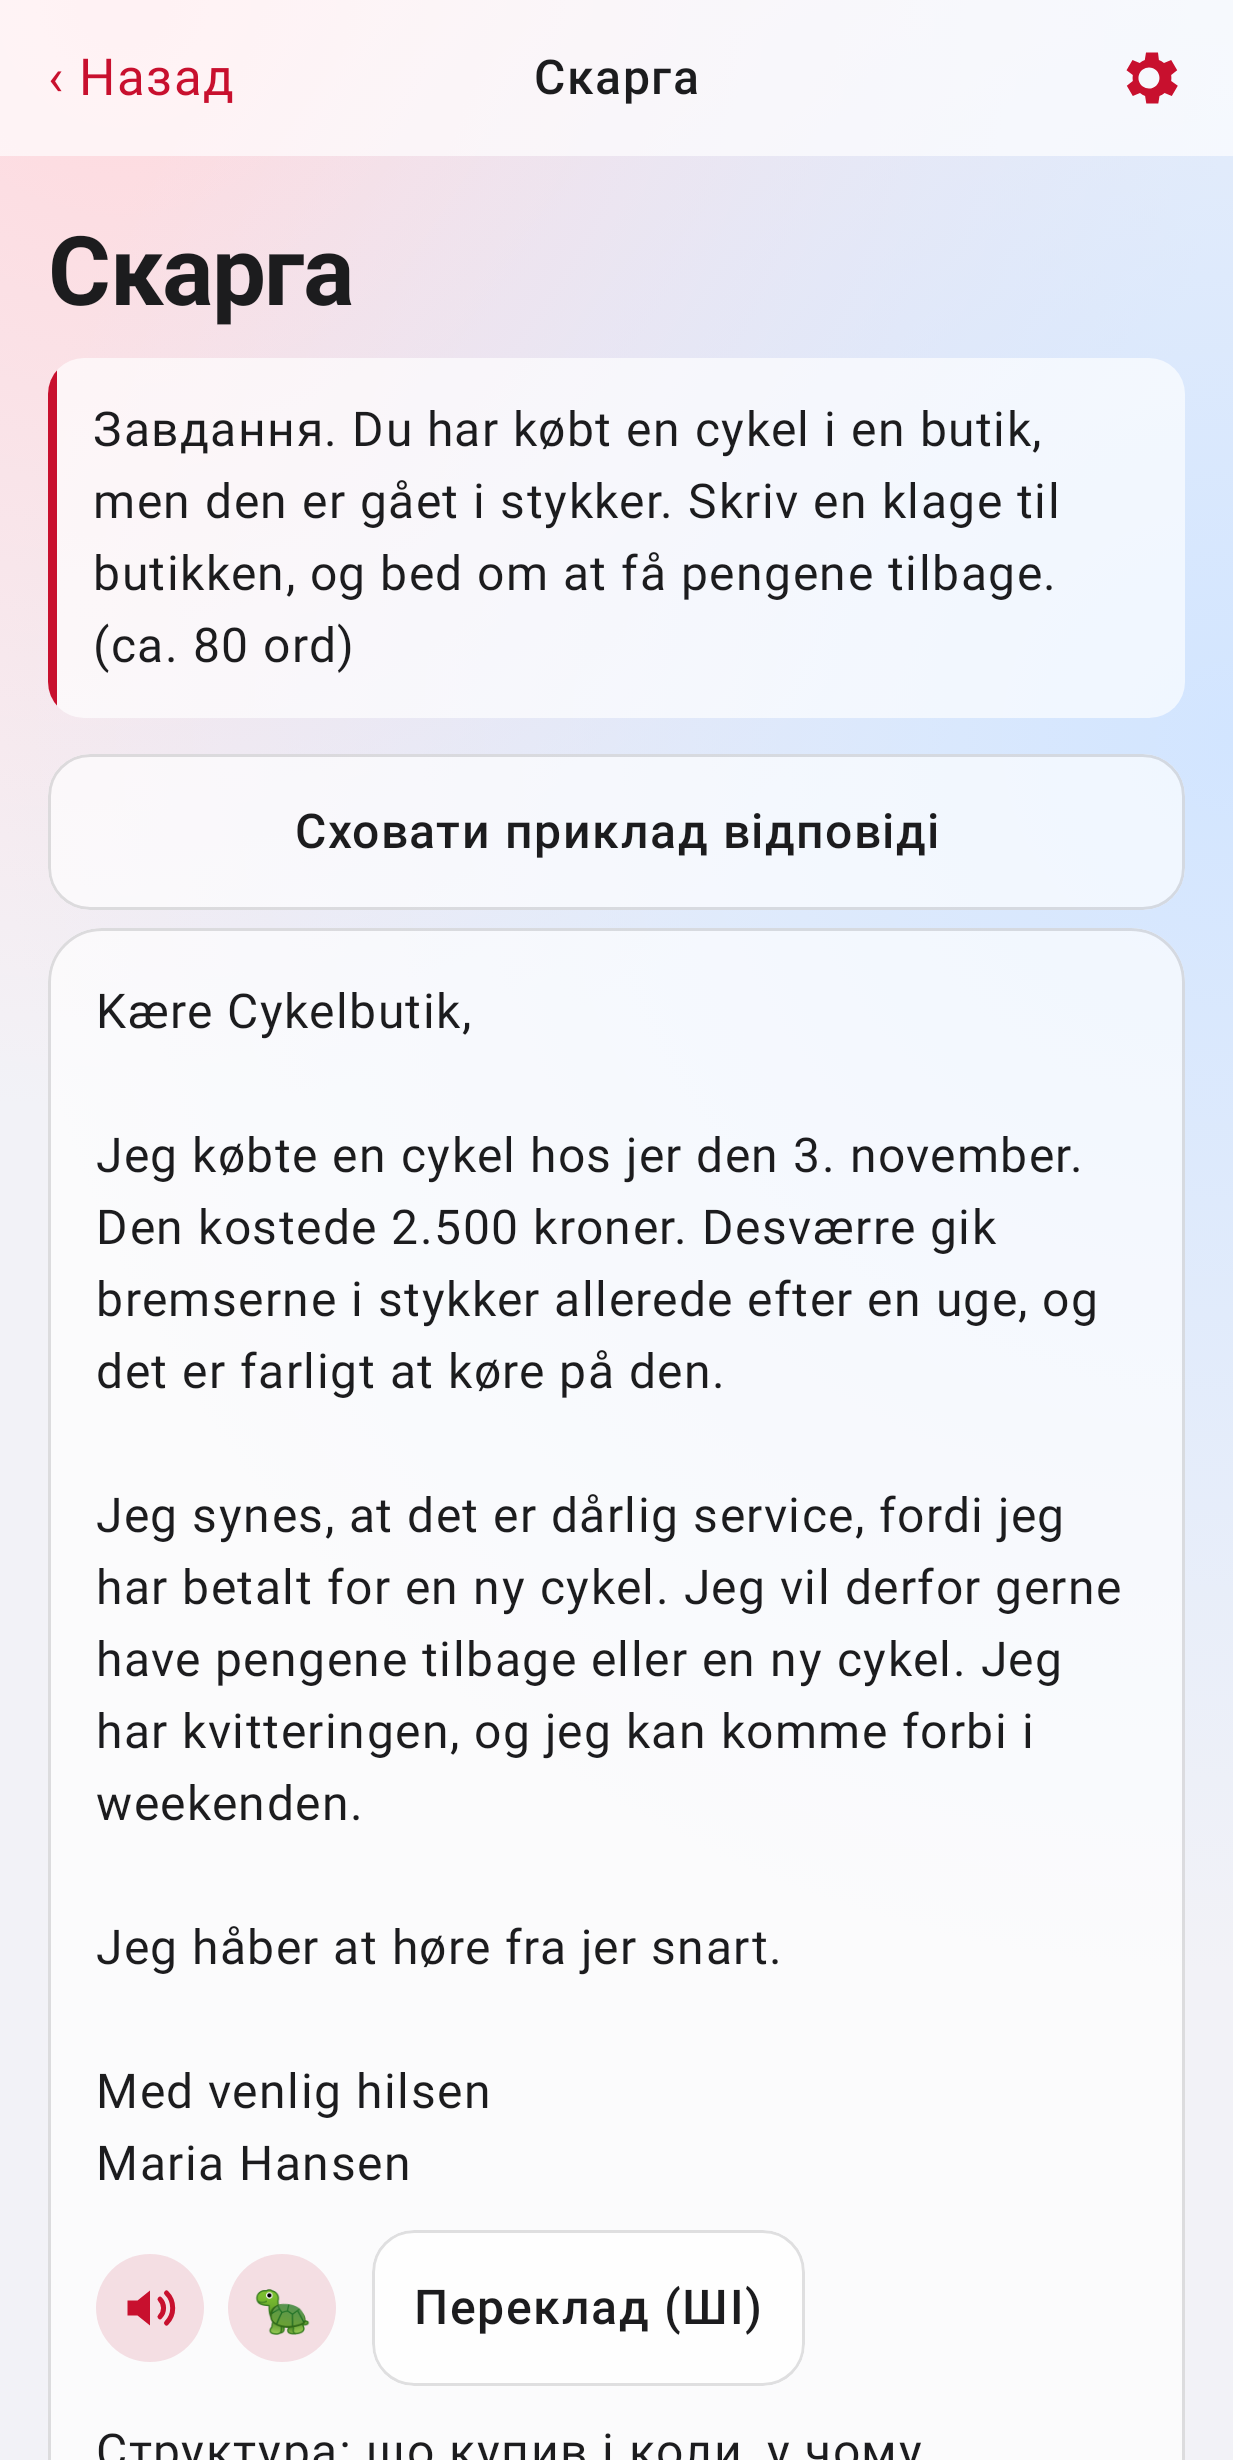 ‹ Назад
Скарга
Скарга
Завдання. Du har købt en cykel i en butik,
men den er gået i stykker. Skriv en klage til
butikken, og bed om at få pengene tilbage.
(ca. 80 ord)
Сховати приклад відповіді
Kære Cykelbutik,
Jeg købte en cykel hos jer den 3. november.
Den kostede 2.500 kroner. Desværre gik
bremserne i stykker allerede efter en uge, og
det er farligt at køre på den.
Jeg synes, at det er dårlig service, fordi jeg
har betalt for en ny cykel. Jeg vil derfor gerne
have pengene tilbage eller en ny cykel. Jeg
har kvitteringen, og jeg kan komme forbi i
weekenden.
Jeg håber at høre fra jer snart.
Med venlig hilsen
Maria Hansen
Переклад (ШІ)
Структура: що купив і коли, у чому